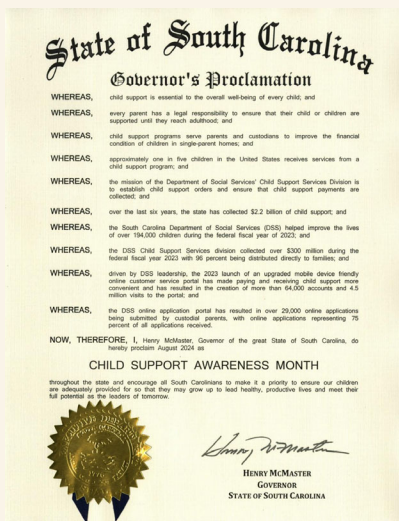 State of South Carolina
Governor's Proclamation
WHEREAS, child support is essential to the overall well-being of every child; and
WHEREAS, every parent has a legal responsibility to ensure that their child or children are
supported until they reach adulthood; and
WHEREAS, child support programs serve parents and custodians to improve the financial
condition of children in single-parent homes; and
WHEREAS, approximately one in five children in the United States receives services from a
child support program; and
WHEREAS, the mission of the Department of Social Services' Child Support Services Division is
to establish child support orders and ensure that child support payments are
collected; and
WHEREAS, over the last six years, the state has collected $2.2 billion of child support; and
WHEREAS, the South Carolina Department of Social Services (DSS) helped improve the lives
of over 194,000 children during the federal fiscal year of 2023; and
WHEREAS, the DSS Child Support Services division collected over $300 million during the
federal fiscal year 2023 with 96 percent being distributed directly to families; and
WHEREAS, driven by DSS leadership, the 2023 launch of an upgraded mobile device friendly
online customer service portal has made paying and receiving child support more
convenient and has resulted in the creation of more than 64,000 accounts and 4.5
million visits to the portal; and
WHEREAS, the DSS online application portal has resulted in over 29,000 online applications
being submitted by custodial parents, with online applications representing 75
percent of all applications received.
NOW, THEREFORE, I, Henry McMaster, Governor of the great State of South Carolina, do
hereby proclaim August 2024 as
CHILD SUPPORT AWARENESS MONTH
throughout the state and encourage all South Carolinians to make it a priority to ensure our children
are adequately provided for so that they may grow up to lead healthy, productive lives and meet their
full potential as the leaders of tomorrow.
Henry McMaster
HENRY MCMASTER
GOVERNOR
STATE OF SOUTH CAROLINA